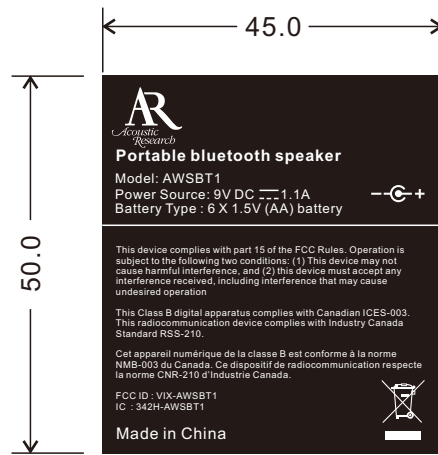 45.0
50.0
AR
Acoustic
Research
Portable bluetooth speaker
Model: AWSBT1
Power Source: 9V DC ⎓1.1A
Battery Type : 6 X 1.5V (AA) battery
This device complies with part 15 of the FCC Rules. Operation is
subject to the following two conditions: (1) This device may not
cause harmful interference, and (2) this device must accept any
interference received, including interference that may cause
undesired operation
This Class B digital apparatus complies with Canadian ICES-003.
This radiocommunication device complies with Industry Canada
Standard RSS-210.
Cet appareil numérique de la classe B est conforme à la norme
NMB-003 du Canada. Ce dispositif de radiocommunication respecte
la norme CNR-210 d'Industrie Canada.
FCC ID : VIX-AWSBT1
IC : 342H-AWSBT1
Made in China